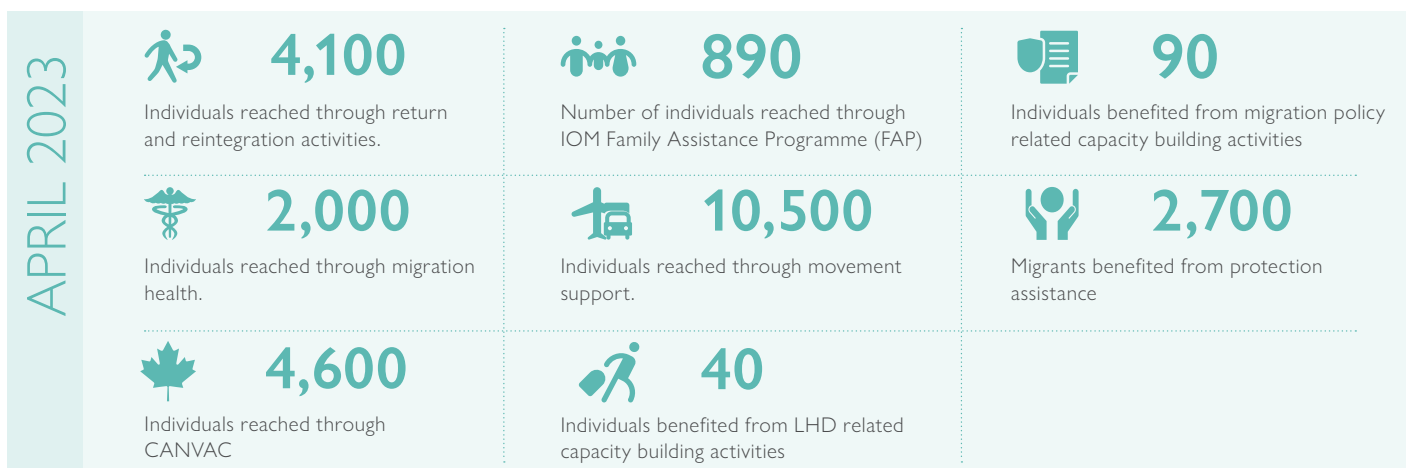 APRIL 2023
4,100
Individuals reached through return
and reintegration activities.
890
Number of individuals reached through
IOM Family Assistance Programme (FAP)
90
Individuals benefited from migration policy
related capacity building activities
2,000
Individuals reached through migration
health.
10,500
Individuals reached through movement
support.
2,700
Migrants benefited from protection
assistance
4,600
Individuals reached through
CANVAC
40
Individuals benefited from LHD related
capacity building activities